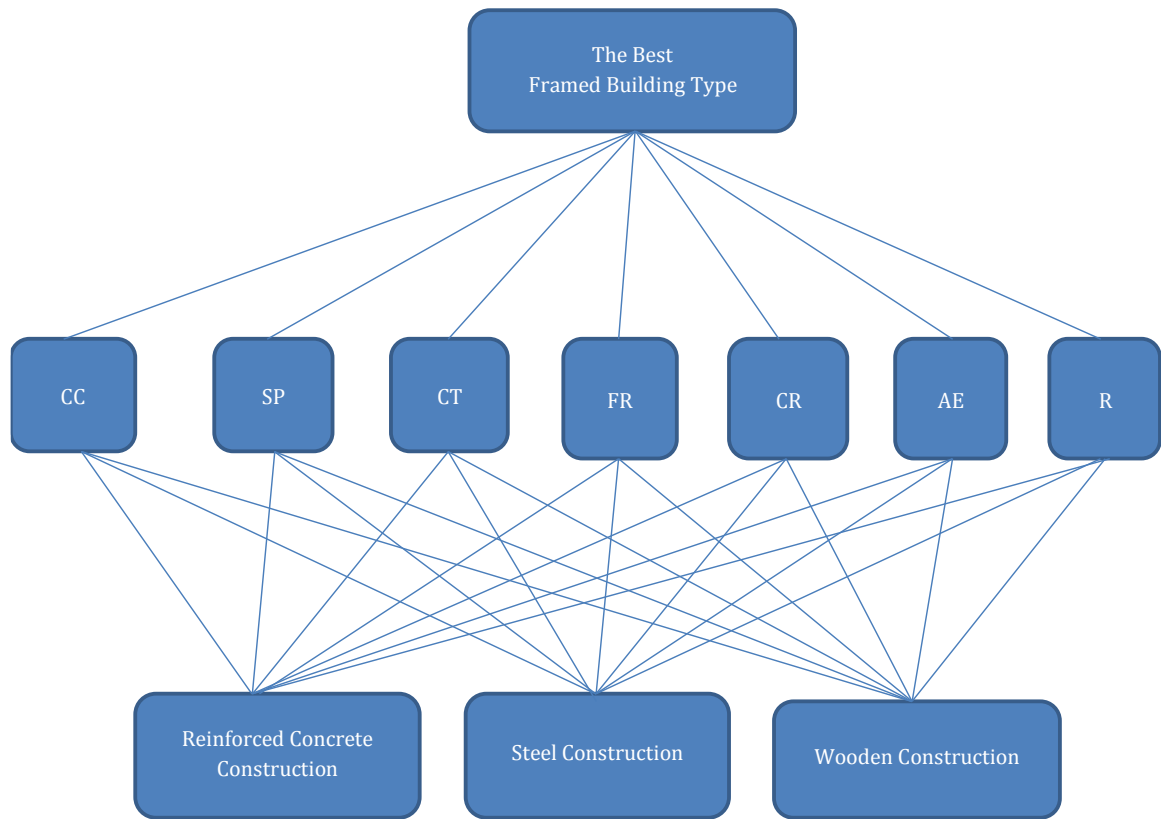 The Best
Framed Building Type
CC
SP
CT
FR
CR
AE
R
Reinforced Concrete
Construction
Steel Construction
Wooden Construction